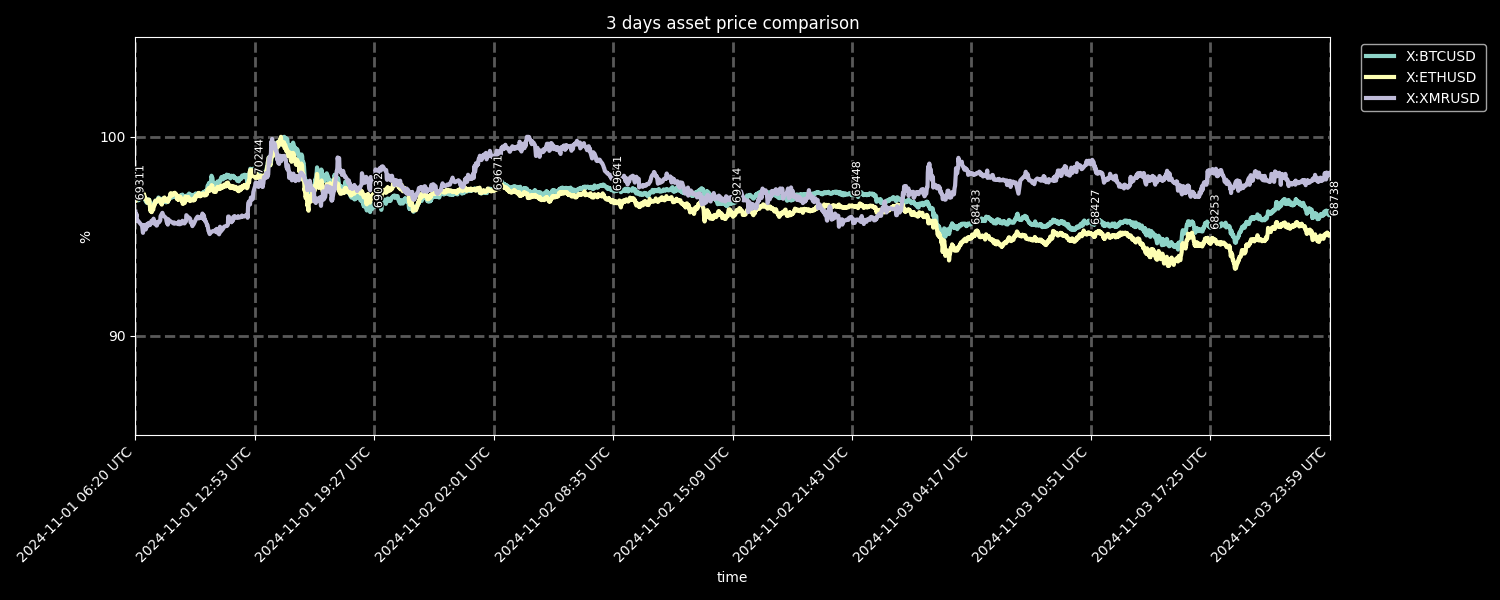 3 days asset price comparison
X:BTCUSD
X:ETHUSD
X:XMRUSD
%
100
90
69311
70244
69032
69671
69641
69214
69448
68433
68427
68253
68738
2024-11-01 06:20 UTC
2024-11-01 12:53 UTC
2024-11-01 19:27 UTC
2024-11-02 02:01 UTC
2024-11-02 08:35 UTC
2024-11-02 15:09 UTC
2024-11-02 21:43 UTC
2024-11-03 04:17 UTC
2024-11-03 10:51 UTC
2024-11-03 17:25 UTC
2024-11-03 23:59 UTC
time